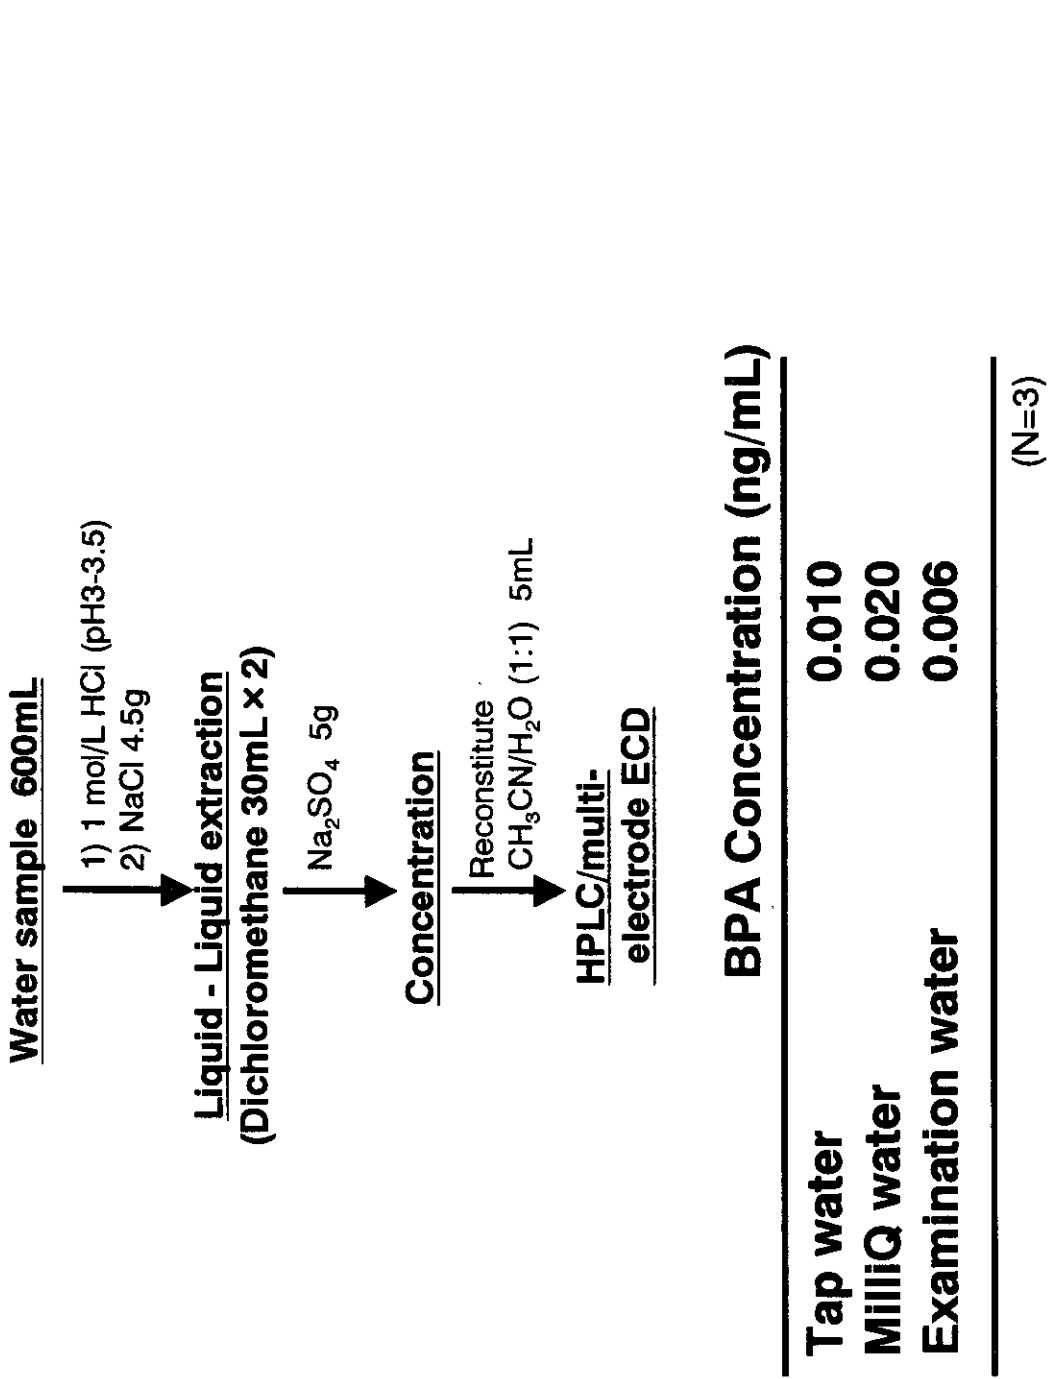 Water sample 600mL
1) 1 mol/L HCl (pH3-3.5)
2) NaCl 4.5g
Liquid - Liquid extraction
(Dichloromethane 30mL × 2)
Na₂SO₄ 5g
Concentration
Reconstitute
CH₃CN/H₂O (1:1) 5mL
HPLC/multi-
electrode ECD
BPA Concentration (ng/mL)
Tap water 0.010
MilliQ water 0.020
Examination water 0.006
(N=3)